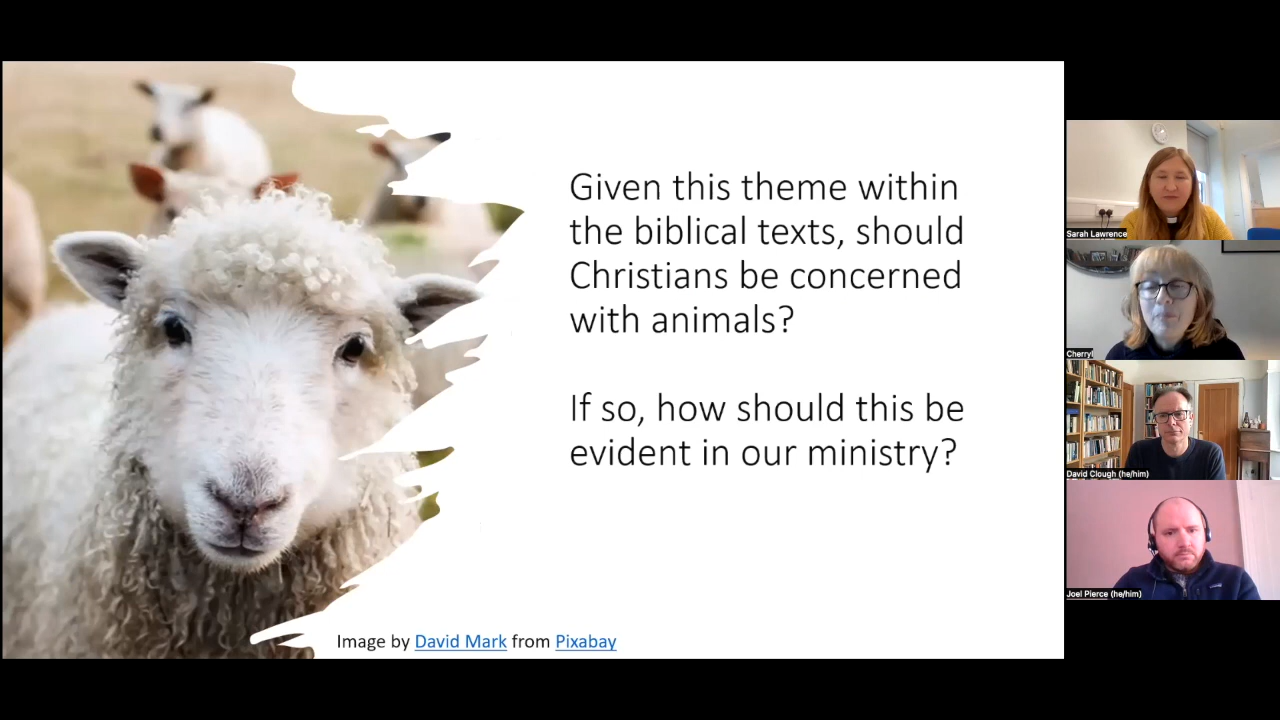 Given this theme within
the biblical texts, should
Christians be concerned
with animals?
If so, how should this be
evident in our ministry?
Image by David Mark from Pixabay
Sarah Lawrence
Cherryl
David Clough (he/him)
Joel Pierce (he/him)